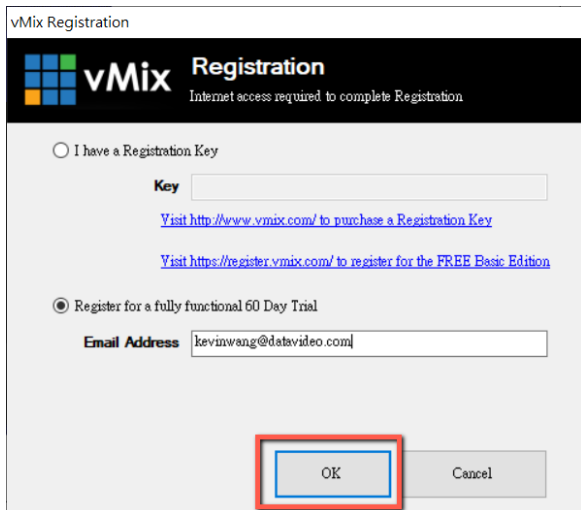 vMix Registration
vMix
Registration
Internet access required to complete Registration
I have a Registration Key
Key
Visit http://www.vmix.com/ to purchase a Registration Key
Visit https://register.vmix.com/ to register for the FREE Basic Edition
Register for a fully functional 60 Day Trial
Email Address kevinwang@datavideo.com
OK Cancel